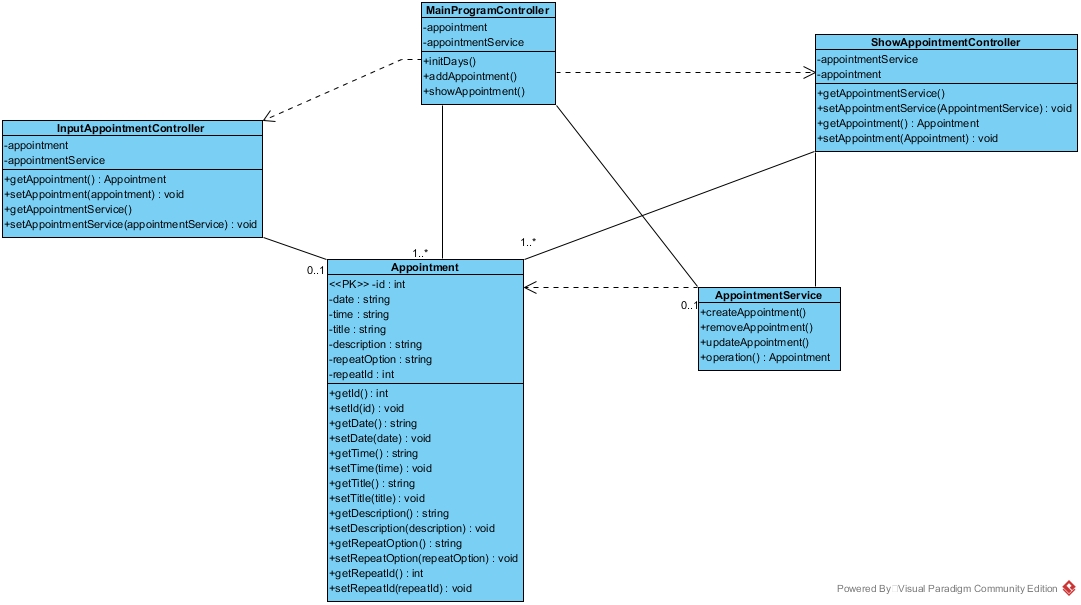 MainProgramController
-appointment
-appointmentService
+initDays()
+addAppointment()
+showAppointment()
ShowAppointmentController
-appointmentService
-appointment
+getAppointmentService()
+setAppointmentService(AppointmentService) : void
+getAppointment() : Appointment
+setAppointment(Appointment) : void
InputAppointmentController
-appointment
-appointmentService
+getAppointment() : Appointment
+setAppointment(appointment) : void
+getAppointmentService()
+setAppointmentService(appointmentService) : void
0..1
1..*
1..*
Appointment
<<PK>> -id : int
-date : string
-time : string
-title : string
-description : string
-repeatOption : string
-repeatId : int
+getId() : int
+setId(id) : void
+getDate() : string
+setDate(date) : void
+getTime() : string
+setTime(time) : void
+getTitle() : string
+setTitle(title) : void
+getDescription() : string
+setDescription(description) : void
+getRepeatOption() : string
+setRepeatOption(repeatOption) : void
+getRepeatId() : int
+setRepeatId(repeatId) : void
0..1
AppointmentService
+createAppointment()
+removeAppointment()
+updateAppointment()
+operation() : Appointment
Powered By Visual Paradigm Community Edition